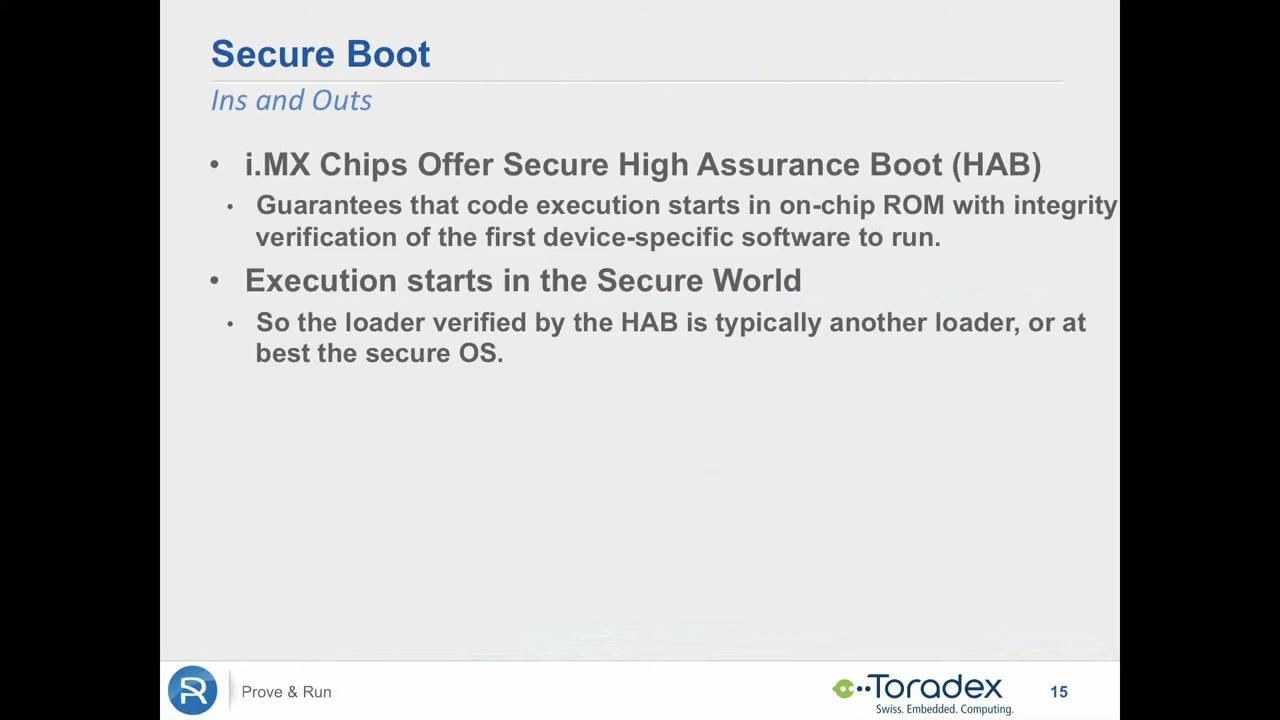 Secure Boot
Ins and Outs
• i.MX Chips Offer Secure High Assurance Boot (HAB)
• Guarantees that code execution starts in on-chip ROM with integrity
verification of the first device-specific software to run.
• Execution starts in the Secure World
• So the loader verified by the HAB is typically another loader, or at
best the secure OS.
Prove & Run
Toradex
Swiss. Embedded. Computing.
15